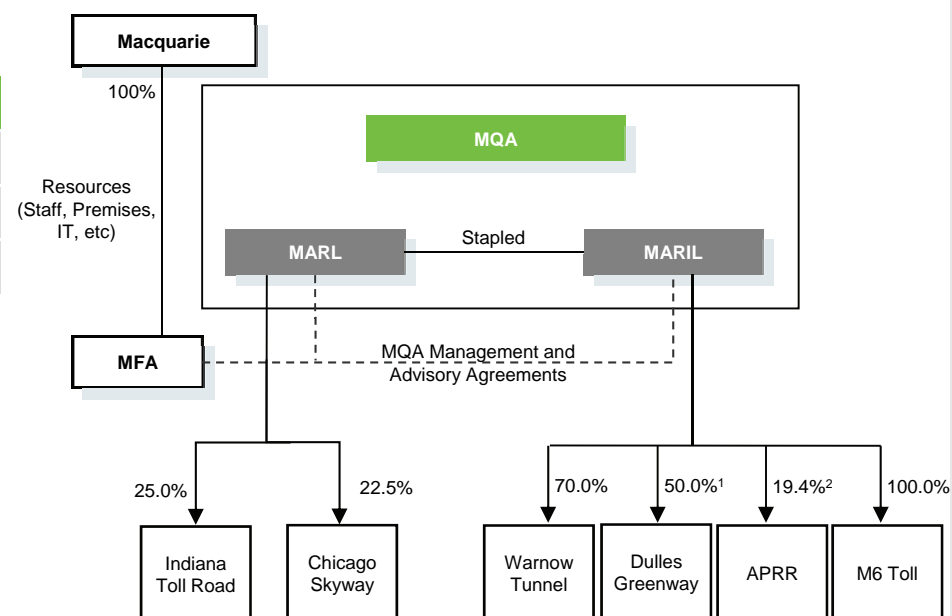 Macquarie
100%
MQA
Resources
(Staff, Premises,
IT, etc)
MARL
Stapled
MARIL
MFA
MQA Management and
Advisory Agreements
25.0%
22.5%
70.0%
50.0%¹
19.4%²
100.0%
Indiana
Toll Road
Chicago
Skyway
Warnow
Tunnel
Dulles
Greenway
APRR
M6 Toll